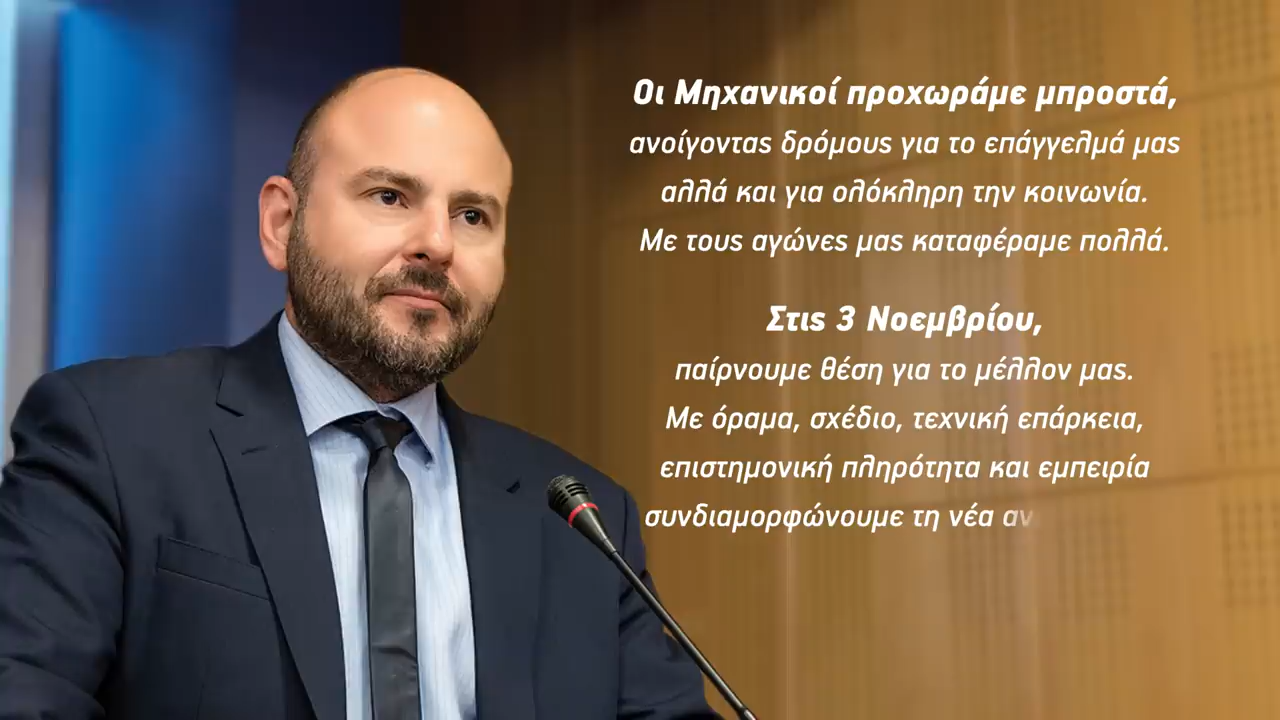 Οι Μηχανικοί προχωράμε μπροστά,
ανοίγοντας δρόμους για το επάγγελμά μας
αλλά και για ολόκληρη την κοινωνία.
Με τους αγώνες μας καταφέραμε πολλά.
Στις 3 Νοεμβρίου,
παίρνουμε θέση για το μέλλον μας.
Με όραμα, σχέδιο, τεχνική επάρκεια,
επιστημονική πληρότητα και εμπειρία
συνδιαμορφώνουμε τη νέα αν